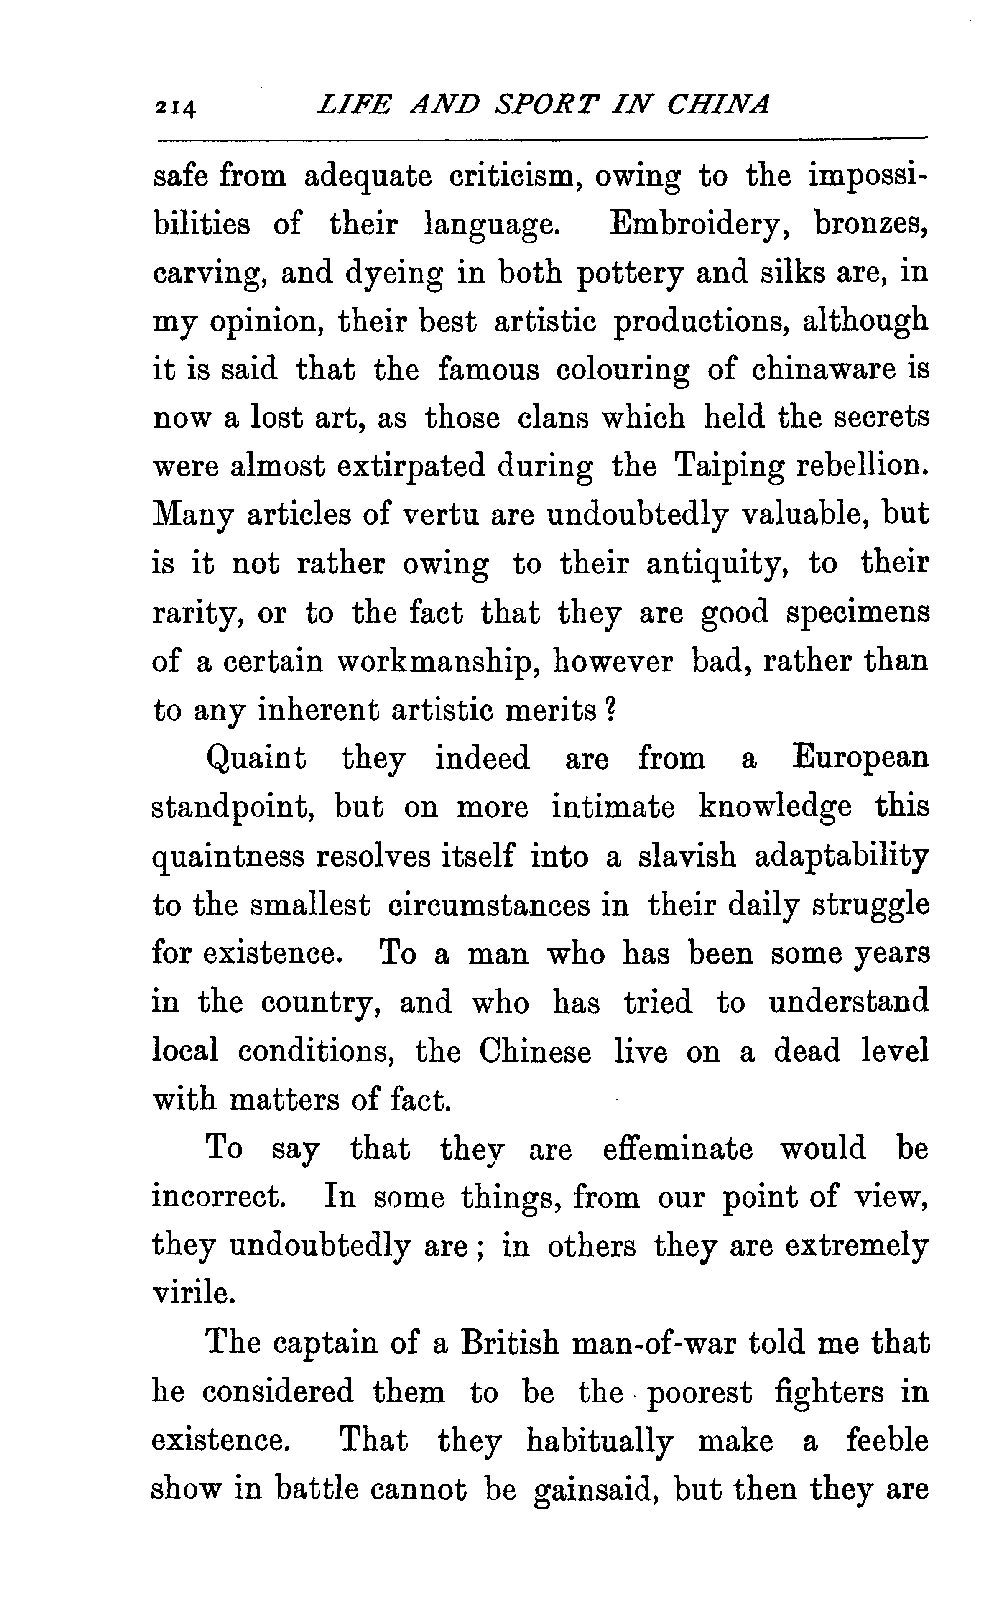 214 LIFE AND SPORT IN CHINA
safe from adequate criticism, owing to the impossi-
bilities of their language. Embroidery, bronzes,
carving, and dyeing in both pottery and silks are, in
my opinion, their best artistic productions, although
it is said that the famous colouring of chinaware is
now a lost art, as those clans which held the secrets
were almost extirpated during the Taiping rebellion.
Many articles of vertu are undoubtedly valuable, but
is it not rather owing to their antiquity, to their
rarity, or to the fact that they are good specimens
of a certain workmanship, however bad, rather than
to any inherent artistic merits ?
Quaint they indeed are from a European
standpoint, but on more intimate knowledge this
quaintness resolves itself into a slavish adaptability
to the smallest circumstances in their daily struggle
for existence. To a man who has been some years
in the country, and who has tried to understand
local conditions, the Chinese live on a dead level
with matters of fact.
To say that they are effeminate would be
incorrect. In some things, from our point of view,
they undoubtedly are ; in others they are extremely
virile.
The captain of a British man-of-war told me that
he considered them to be the poorest fighters in
existence. That they habitually make a feeble
show in battle cannot be gainsaid, but then they are